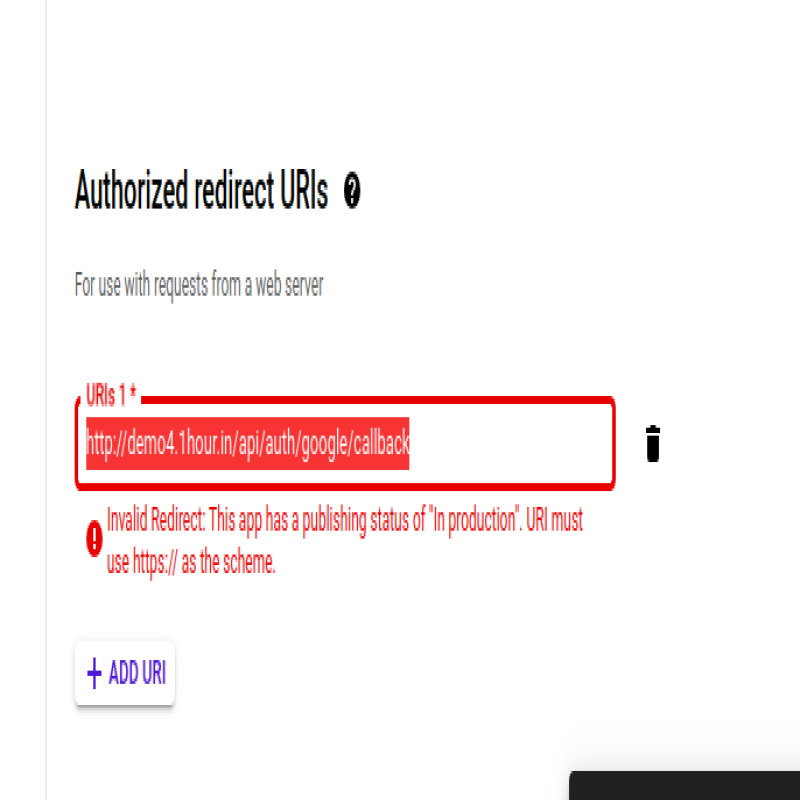 Authorized redirect URIs ?
For use with requests from a web server
URIs 1 *
http://demo4.1hour.in/api/auth/google/callback
Invalid Redirect: This app has a publishing status of "In production". URI must
use https:// as the scheme.
+ ADD URI